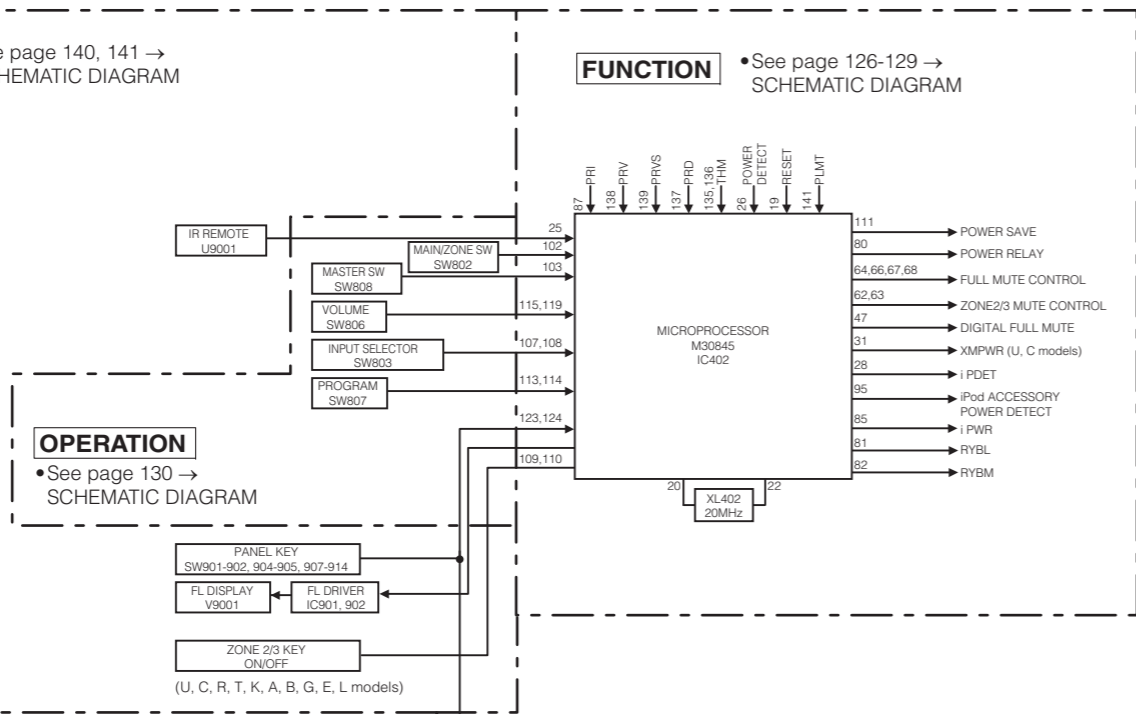 e page 140, 141 →
HEMATIC DIAGRAM
FUNCTION
•See page 126-129 →
SCHEMATIC DIAGRAM
87
PRI
138
PRV
139
PRVS
137
PRD
135,136
THM
26
POWER
DETECT
19
RESET
141
PLMT
IR REMOTE
U9001
25
MAIN/ZONE SW
SW802
102
MASTER SW
SW808
103
VOLUME
SW806
115,119
INPUT SELECTOR
SW803
107,108
PROGRAM
SW807
113,114
123,124
109,110
MICROPROCESSOR
M30845
IC402
111
POWER SAVE
80
POWER RELAY
64,66,67,68
FULL MUTE CONTROL
62,63
ZONE2/3 MUTE CONTROL
47
DIGITAL FULL MUTE
31
XMPWR (U, C models)
28
i PDET
95
iPod ACCESSORY
POWER DETECT
85
i PWR
81
RYBL
82
RYBM
20
22
XL402
20MHz
OPERATION
•See page 130 →
SCHEMATIC DIAGRAM
PANEL KEY
SW901-902, 904-905, 907-914
FL DISPLAY
V9001
FL DRIVER
IC901, 902
ZONE 2/3 KEY
ON/OFF
(U, C, R, T, K, A, B, G, E, L models)